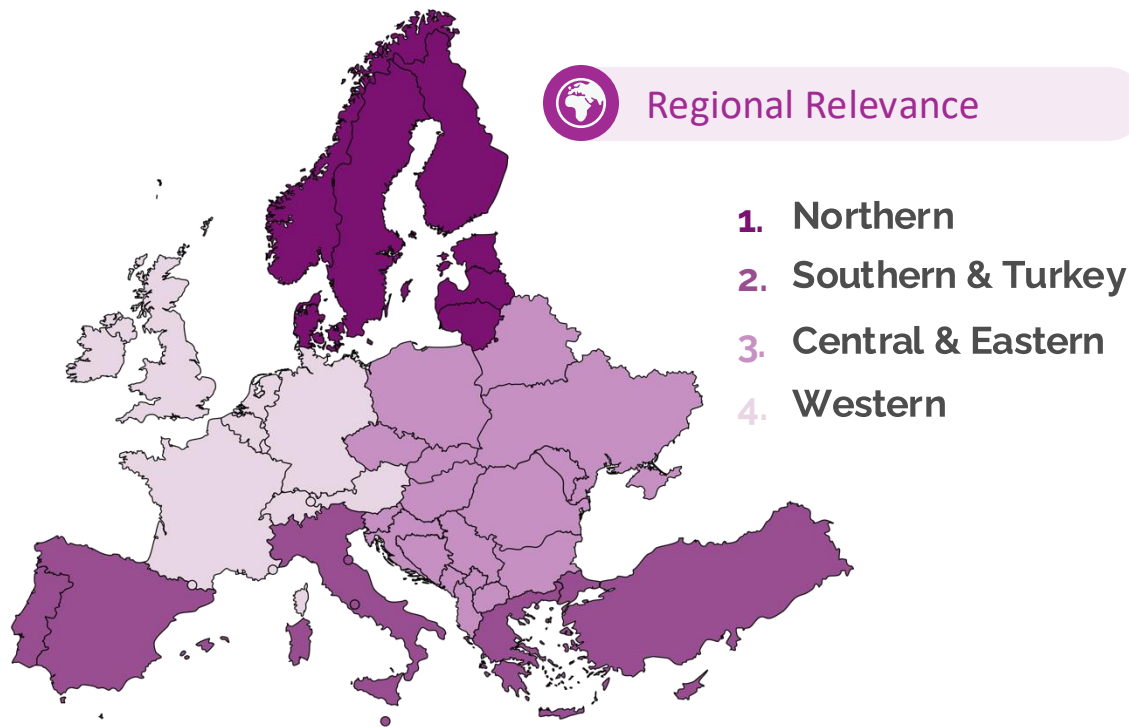 Regional Relevance
1. Northern
2. Southern & Turkey
3. Central & Eastern
4. Western